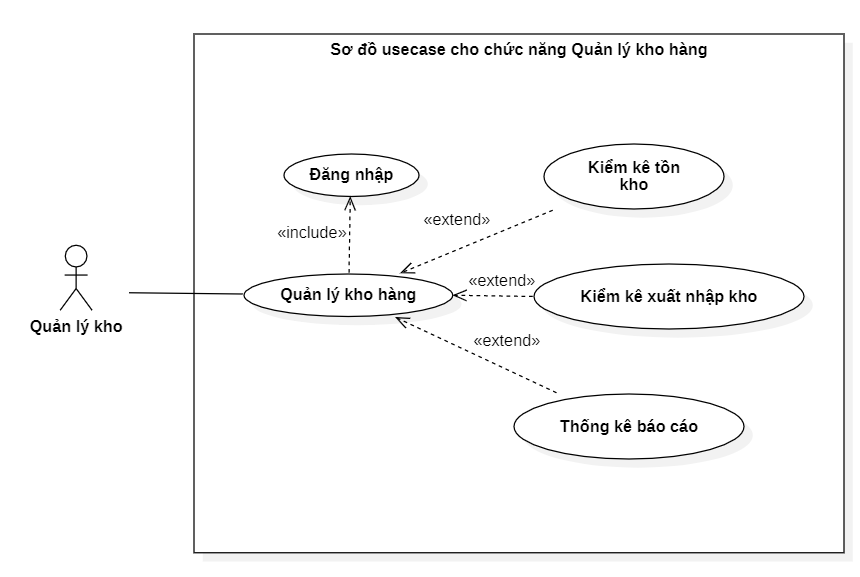 Sơ đồ usecase cho chức năng Quản lý kho hàng
Đăng nhập
Kiểm kê tồn
kho
«extend»
«include»
«extend»
Quản lý kho hàng
Kiểm kê xuất nhập kho
Quản lý kho
«extend»
Thống kê báo cáo